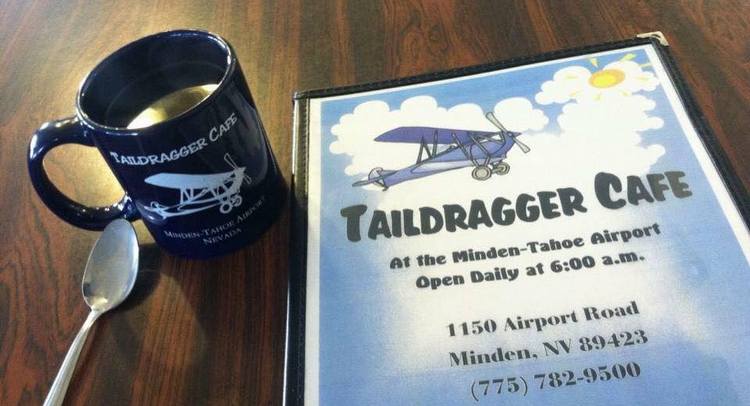 TAILDRAGGER CAFE
MINDEN-TAHOE AIRPORT
NEVADA
TAILDRAGGER CAFE
At the Minden-Tahoe Airport
Open Daily at 6:00 a.m.
1150 Airport Road
Minden, NV 89423
(775) 782-9500